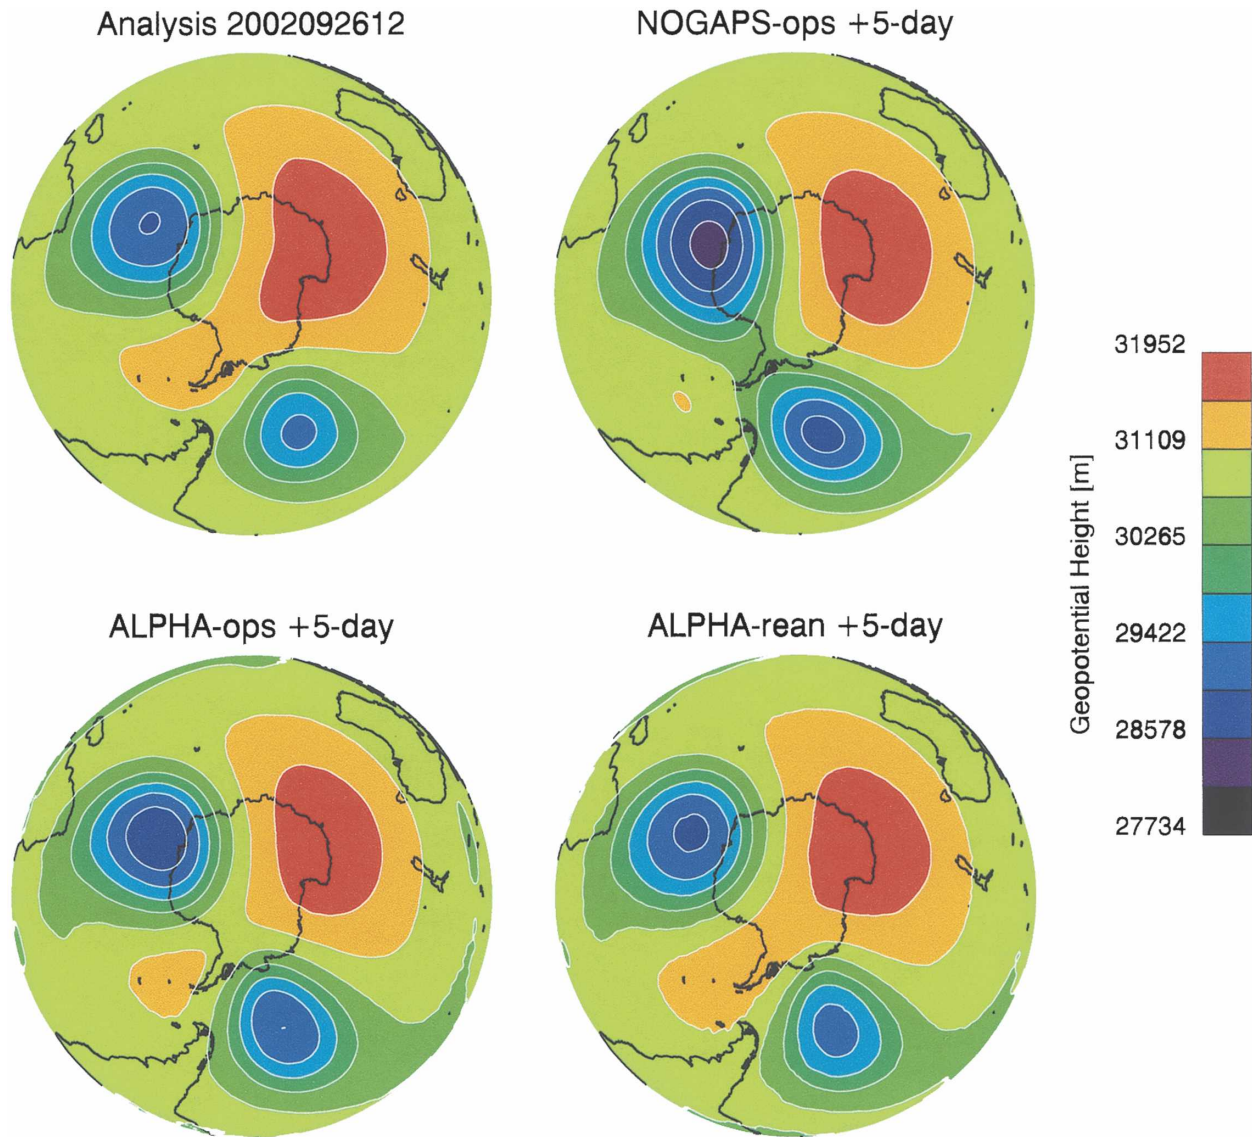 Analysis 2002092612
NOGAPS-ops +5-day
ALPHA-ops +5-day
ALPHA-rean +5-day
Geopotential Height [m]
31952
31109
30265
29422
28578
27734